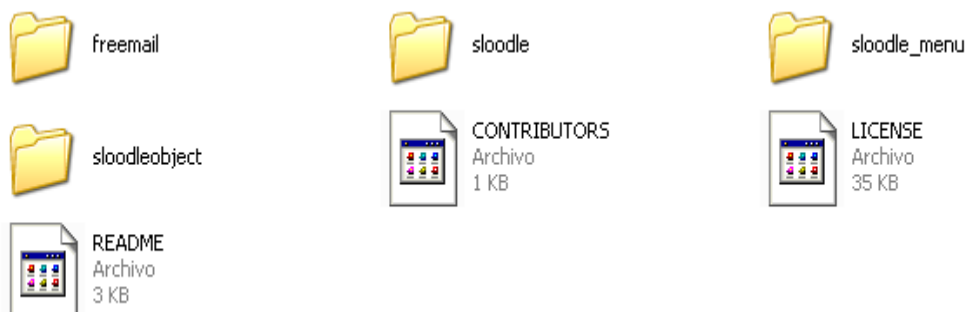 freemail
sloodle
sloodle_menu
sloodleobject
CONTRIBUTORS
Archivo
1 KB
LICENSE
Archivo
35 KB
README
Archivo
3 KB